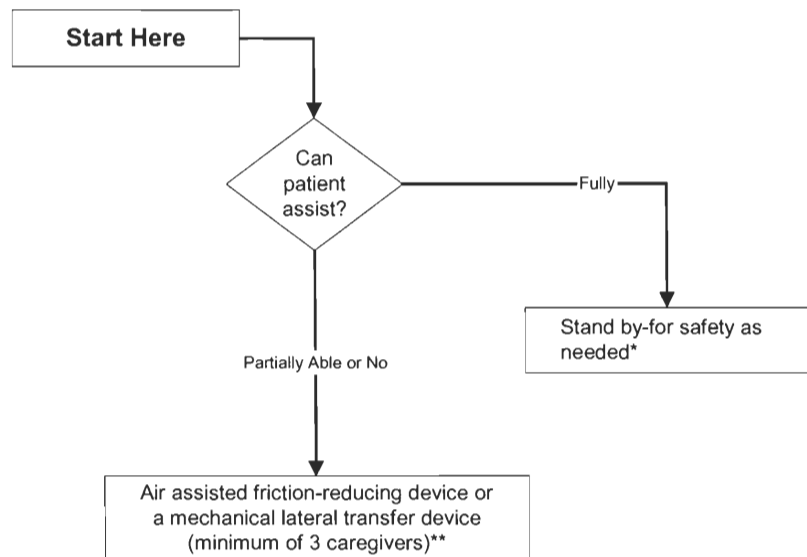 Start Here
Can
patient
assist?
Fully
Stand by-for safety as
needed*
Partially Able or No
Air assisted friction-reducing device or
a mechanical lateral transfer device
(minimum of 3 caregivers)**